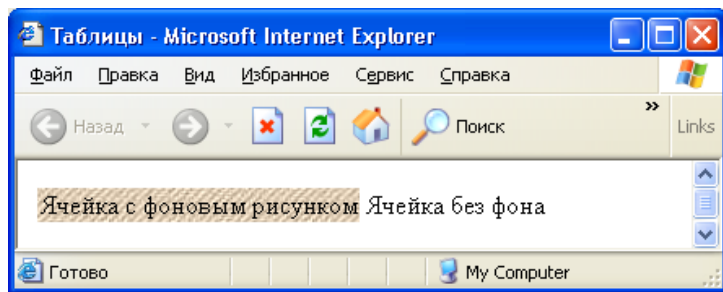 Таблицы - Microsoft Internet Explorer
Файл Правка Вид Избранное Сервис Справка
Назад Поиск » Links
Ячейка с фоновым рисунком Ячейка без фона
Готово My Computer